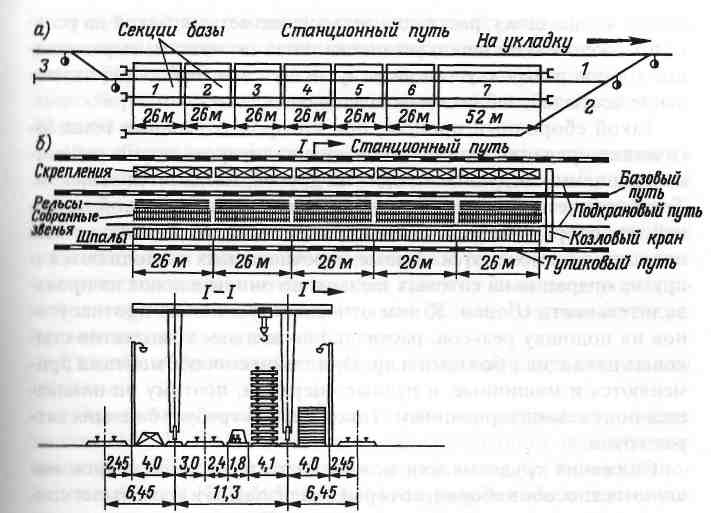 а)
Секции базы
Станционный путь
На укладку
3
1
1 2 3 4 5 6 7
2
26 м 26 м 26 м 26 м 26 м 26 м 52 м
б)
I
Станционный путь
Скрепления
Базовый путь
Рельсы
Подкрановый путь
Собранные звенья
Козловый кран
Шпалы
26 м 26 м 26 м 26 м 26 м
Тупиковый путь
I-I
I
2,45 4,0 3,0 2,4 1,8 4,1 4,0 2,45
6,45 11,3 6,45